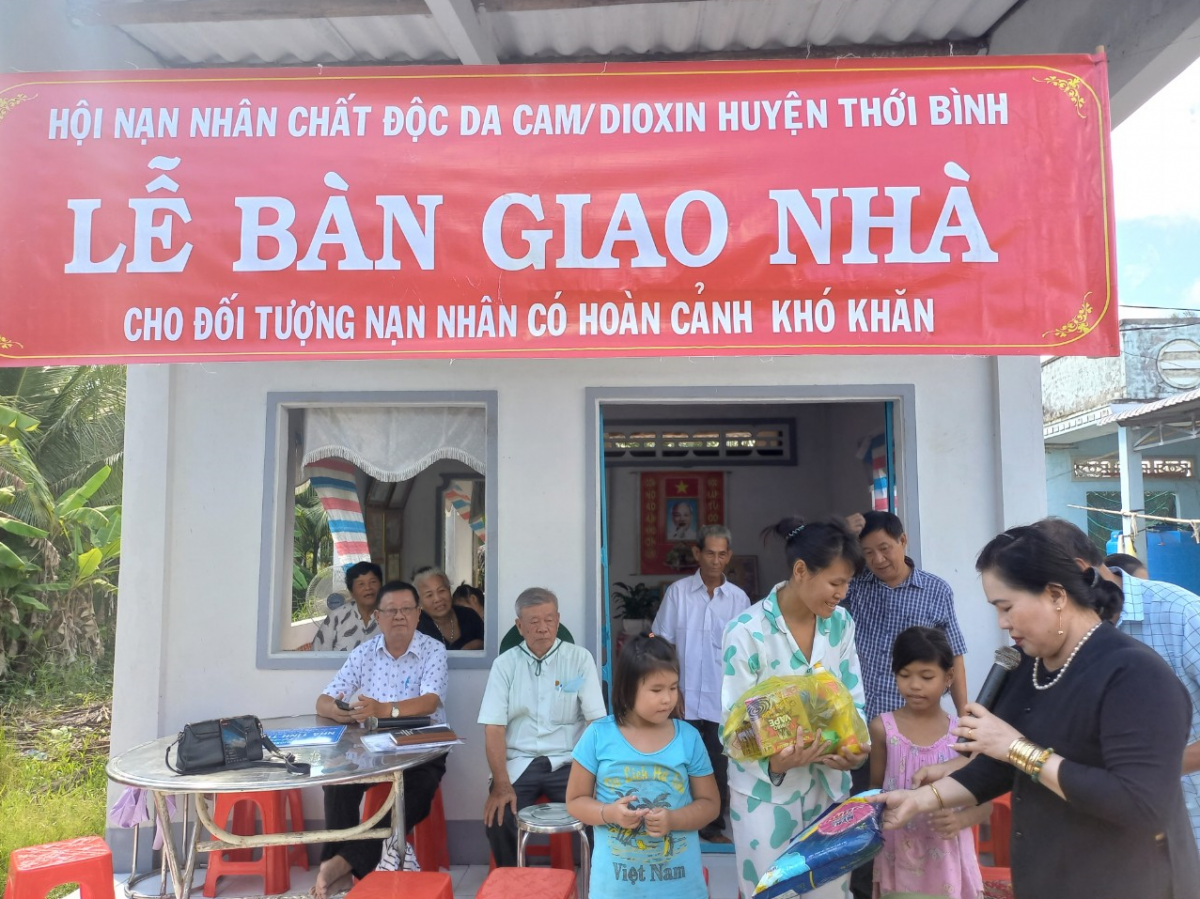 HỘI NẠN NHÂN CHẤT ĐỘC DA CAM/DIOXIN HUYỆN THỚI BÌNH
LỄ BÀN GIAO NHÀ
CHO ĐỐI TƯỢNG NẠN NHÂN CÓ HOÀN CẢNH KHÓ KHĂN
Việt Nam